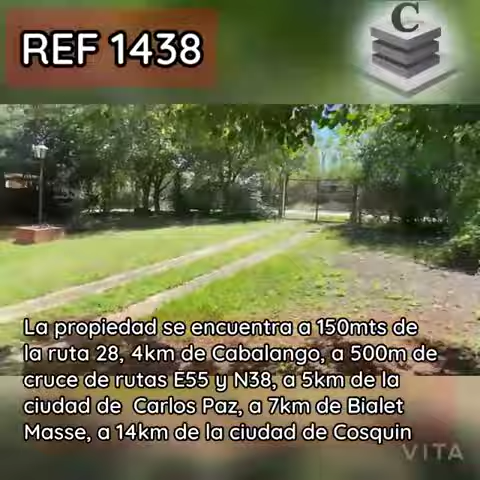 REF 1438
C
La propiedad se encuentra a 150mts de
la ruta 28, 4km de Cabalango, a 500m de
cruce de rutas E55 y N38, a 5km de la
ciudad de Carlos Paz, a 7km de Bialet
Masse, a 14km de la ciudad de Cosquin
VITA